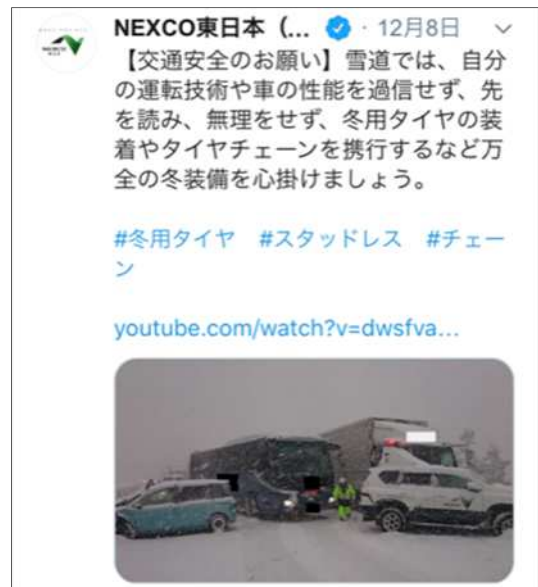 NEXCO東日本（... · 12月8日
【交通安全のお願い】雪道では、自分
の運転技術や車の性能を過信せず、先
を読み、無理をせず、冬用タイヤの装
着やタイヤチェーンを携行するなど万
全の冬装備を心掛けましょう。
#冬用タイヤ　#スタッドレス　#チェー
ン
youtube.com/watch?v=dwsfva...